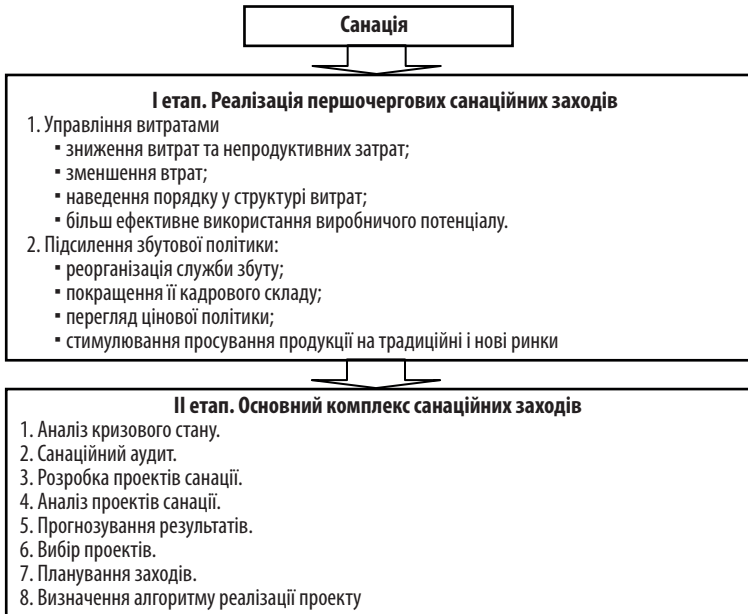 Санація
I етап. Реалізація першочергових санаційних заходів
1. Управління витратами
▪ зниження витрат та непродуктивних затрат;
▪ зменшення втрат;
▪ наведення порядку у структурі витрат;
▪ більш ефективне використання виробничого потенціалу.
2. Підсилення збутової політики:
▪ реорганізація служби збуту;
▪ покращення її кадрового складу;
▪ перегляд цінової політики;
▪ стимулювання просування продукції на традиційні і нові ринки
II етап. Основний комплекс санаційних заходів
1. Аналіз кризового стану.
2. Санаційний аудит.
3. Розробка проектів санації.
4. Аналіз проектів санації.
5. Прогнозування результатів.
6. Вибір проектів.
7. Планування заходів.
8. Визначення алгоритму реалізації проекту